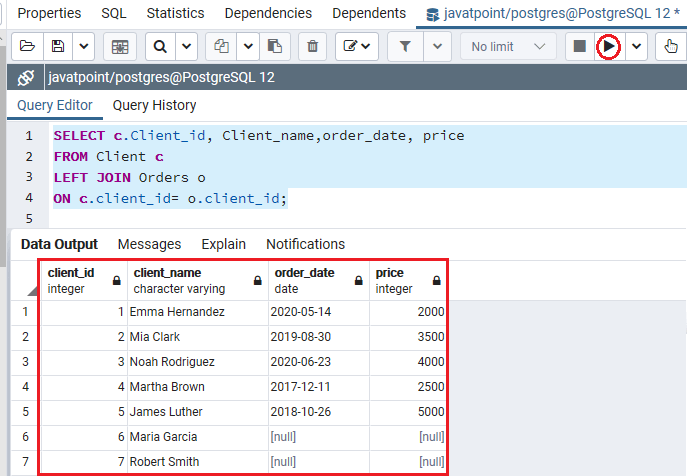 Properties SQL Statistics Dependencies Dependents javatpoint/postgres@PostgreSQL 12 *
No limit
javatpoint/postgres@PostgreSQL 12
Query Editor Query History
1 SELECT c.Client_id, Client_name,order_date, price
2 FROM Client c
3 LEFT JOIN Orders o
4 ON c.client_id= o.client_id;
5
Data Output Messages Explain Notifications
client_id client_name order_date price
integer character varying date integer
1 1 Emma Hernandez 2020-05-14 2000
2 2 Mia Clark 2019-08-30 3500
3 3 Noah Rodriguez 2020-06-23 4000
4 4 Martha Brown 2017-12-11 2500
5 5 James Luther 2018-10-26 5000
6 6 Maria Garcia [null] [null]
7 7 Robert Smith [null] [null]